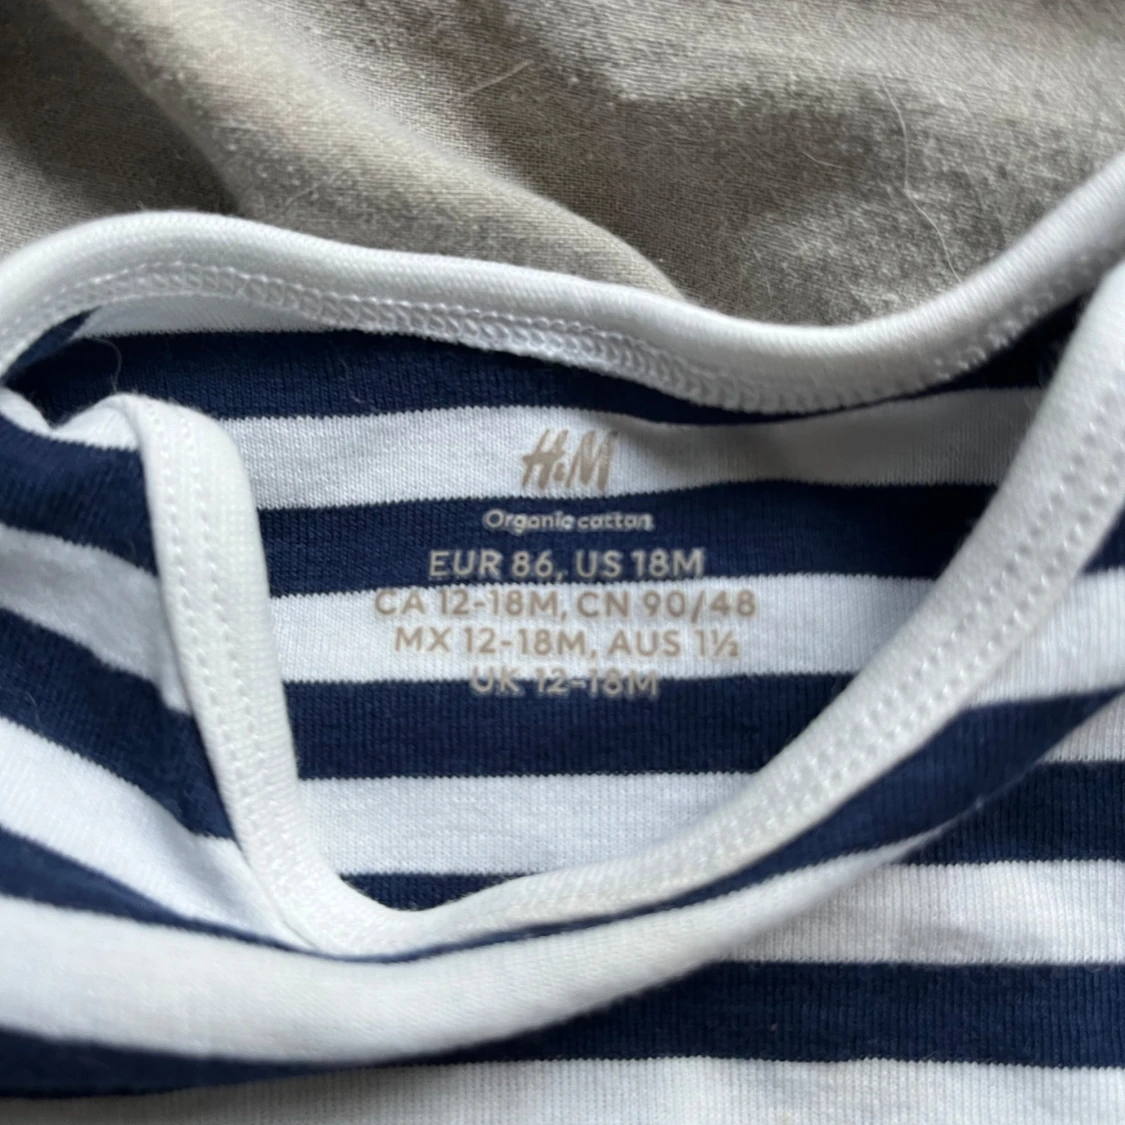 H&M
Organic cotton
EUR 86, US 18M
CA 12-18M, CN 90/48
MX 12-18M, AUS 1½
UK 12-18M